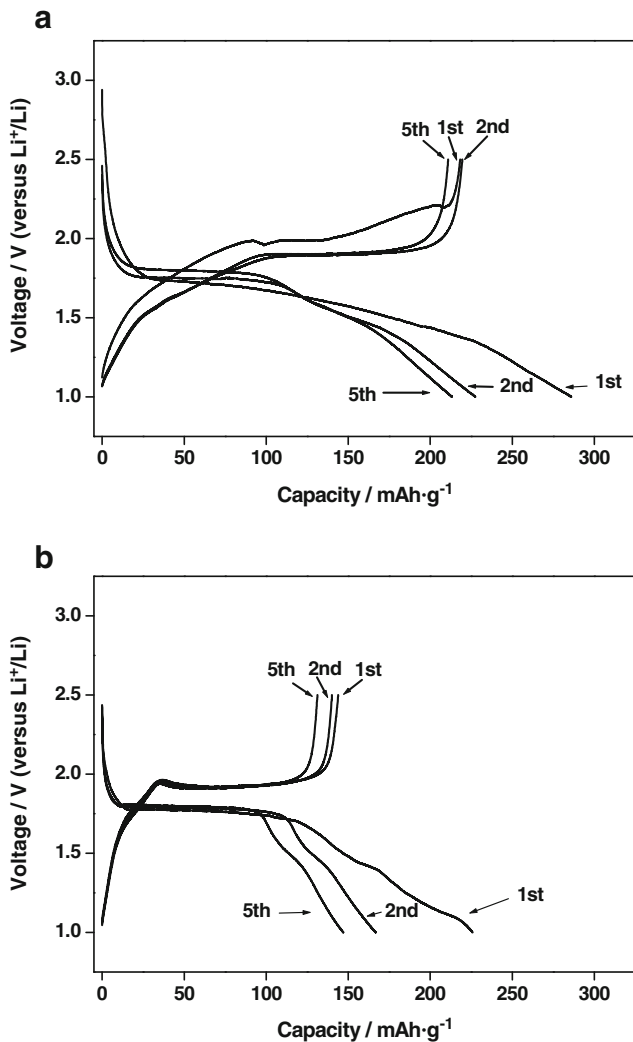 a
3.0
2.5
2.0
1.5
1.0
Voltage / V (versus Li⁺/Li)
5th 1st 2nd
5th 2nd 1st
0 50 100 150 200 250 300
Capacity / mAh·g⁻¹
b
3.0
2.5
2.0
1.5
1.0
Voltage / V (versus Li⁺/Li)
5th 2nd 1st
5th 2nd 1st
0 50 100 150 200 250 300
Capacity / mAh·g⁻¹